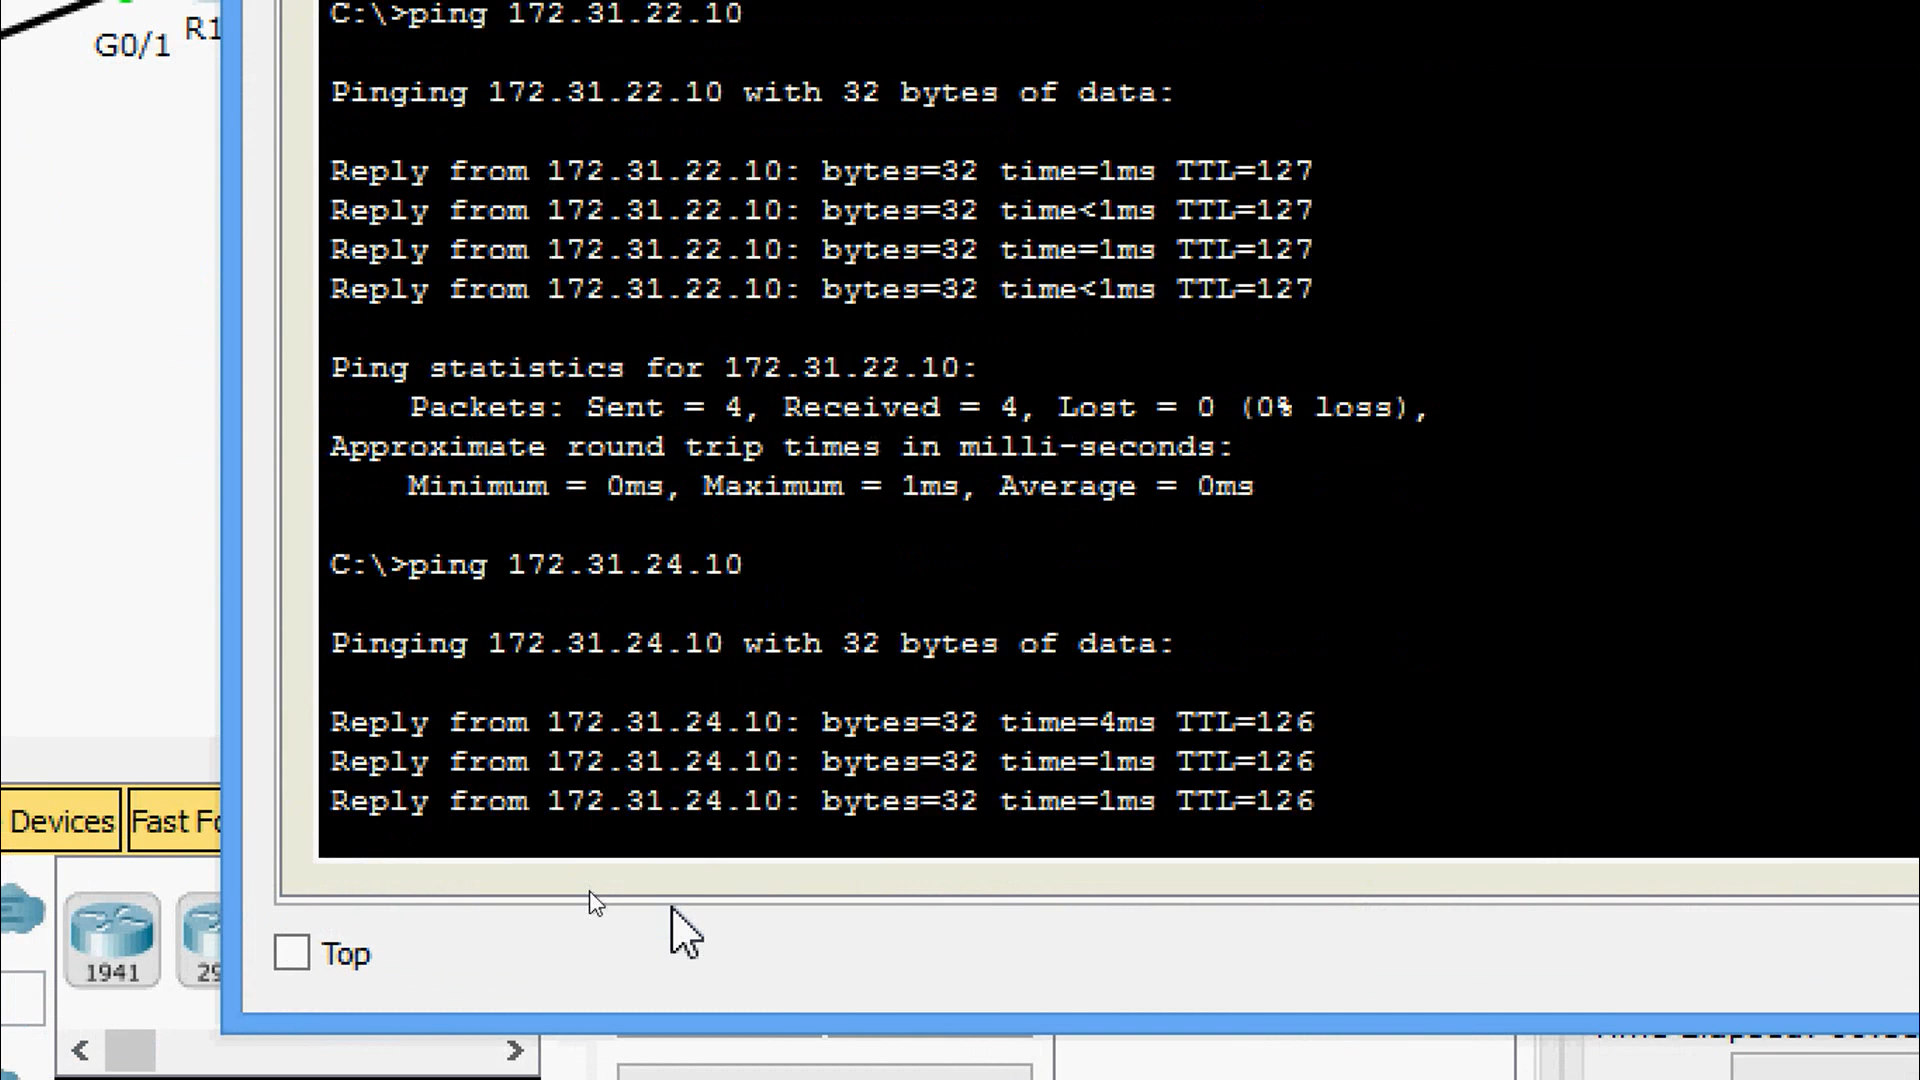 G0/1
R1
C:\>ping 172.31.22.10
Pinging 172.31.22.10 with 32 bytes of data:
Reply from 172.31.22.10: bytes=32 time=1ms TTL=127
Reply from 172.31.22.10: bytes=32 time<1ms TTL=127
Reply from 172.31.22.10: bytes=32 time=1ms TTL=127
Reply from 172.31.22.10: bytes=32 time<1ms TTL=127
Ping statistics for 172.31.22.10:
Packets: Sent = 4, Received = 4, Lost = 0 (0% loss),
Approximate round trip times in milli-seconds:
Minimum = 0ms, Maximum = 1ms, Average = 0ms
C:\>ping 172.31.24.10
Pinging 172.31.24.10 with 32 bytes of data:
Reply from 172.31.24.10: bytes=32 time=4ms TTL=126
Reply from 172.31.24.10: bytes=32 time=1ms TTL=126
Reply from 172.31.24.10: bytes=32 time=1ms TTL=126
Devices
Fast Fo
1941
29
Top